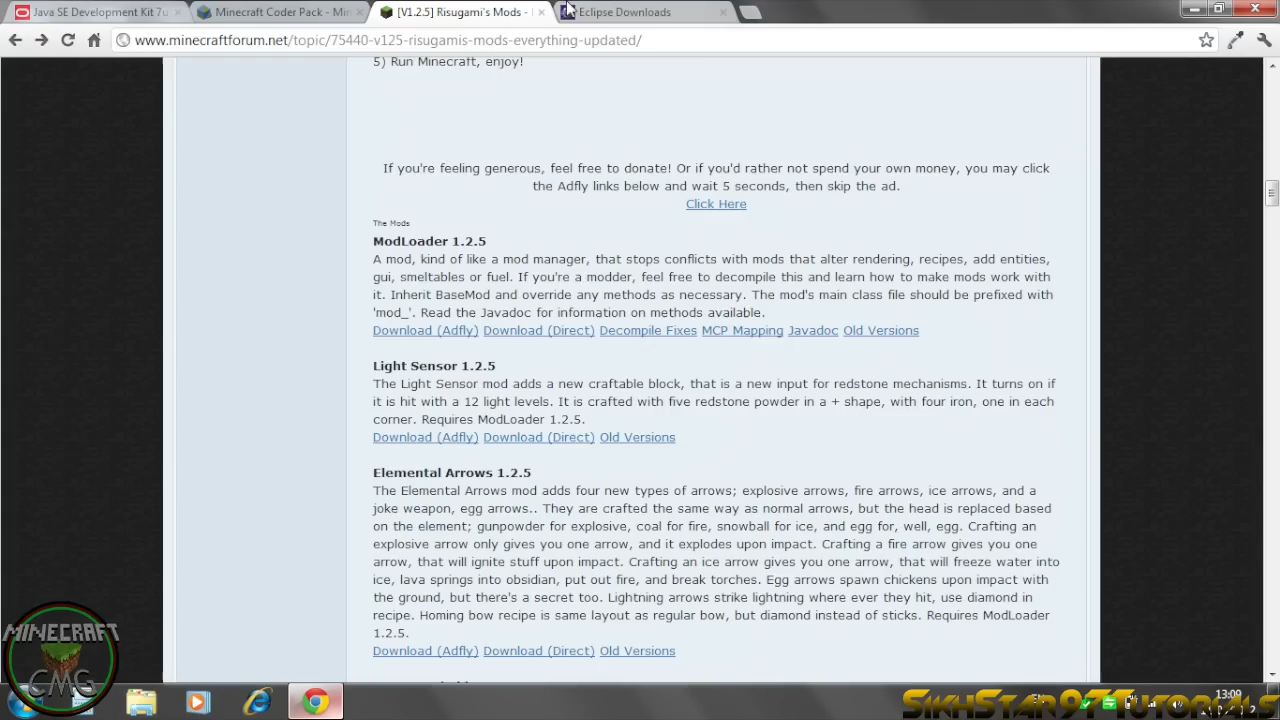 Java SE Development Kit 7u
Minecraft Coder Pack - Min
[V1.2.5] Risugami's Mods -
Eclipse Downloads
www.minecraftforum.net/topic/75440-v125-risugamis-mods-everything-updated/
5) Run Minecraft, enjoy!
If you're feeling generous, feel free to donate! Or if you'd rather not spend your own money, you may click
the Adfly links below and wait 5 seconds, then skip the ad.
Click Here
The Mods
ModLoader 1.2.5
A mod, kind of like a mod manager, that stops conflicts with mods that alter rendering, recipes, add entities,
gui, smeltables or fuel. If you're a modder, feel free to decompile this and learn how to make mods work with
it. Inherit BaseMod and override any methods as necessary. The mod's main class file should be prefixed with
'mod_'. Read the Javadoc for information on methods available.
Download (Adfly) Download (Direct) Decompile Fixes MCP Mapping Javadoc Old Versions
Light Sensor 1.2.5
The Light Sensor mod adds a new craftable block, that is a new input for redstone mechanisms. It turns on if
it is hit with a 12 light levels. It is crafted with five redstone powder in a + shape, with four iron, one in each
corner. Requires ModLoader 1.2.5.
Download (Adfly) Download (Direct) Old Versions
Elemental Arrows 1.2.5
The Elemental Arrows mod adds four new types of arrows; explosive arrows, fire arrows, ice arrows, and a
joke weapon, egg arrows.. They are crafted the same way as normal arrows, but the head is replaced based
on the element; gunpowder for explosive, coal for fire, snowball for ice, and egg for, well, egg. Crafting an
explosive arrow only gives you one arrow, and it explodes upon impact. Crafting a fire arrow gives you one
arrow, that will ignite stuff upon impact. Crafting an ice arrow gives you one arrow, that will freeze water into
ice, lava springs into obsidian, put out fire, and break torches. Egg arrows spawn chickens upon impact with
the ground, but there's a secret too. Lightning arrows strike lightning where ever they hit, use diamond in
recipe. Homing bow recipe is same layout as regular bow, but diamond instead of sticks. Requires ModLoader
1.2.5.
Download (Adfly) Download (Direct) Old Versions
MINECRAFT
CMG
13:09
SikhStar97Tutorials